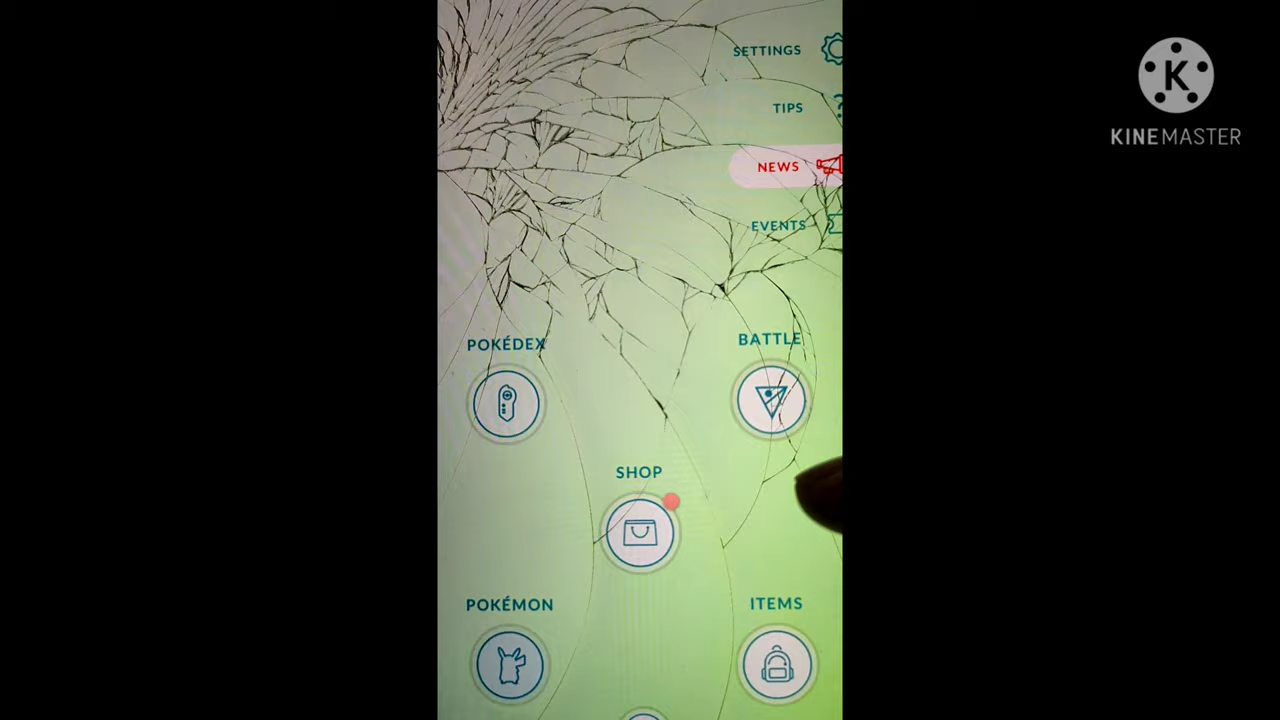 SETTINGS
TIPS
NEWS
EVENTS
POKÉDEX
BATTLE
SHOP
POKÉMON
ITEMS
K
KINEMASTER